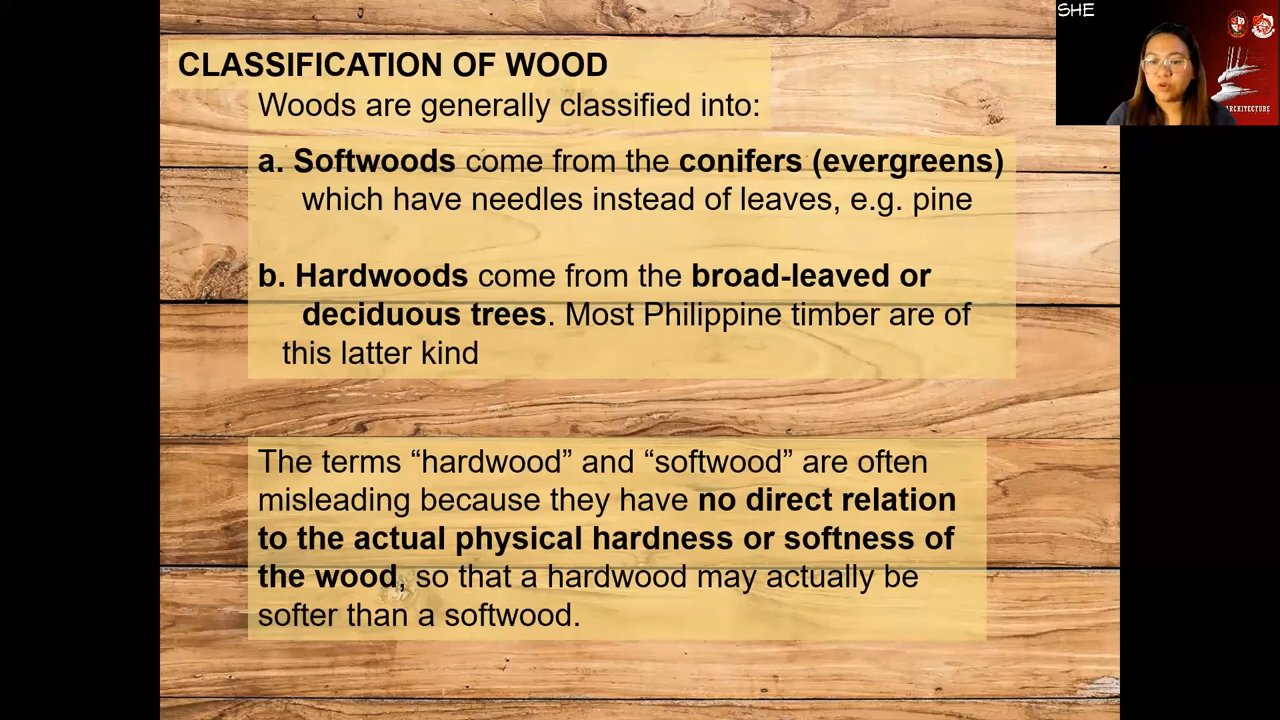 SHE
CLASSIFICATION OF WOOD
Woods are generally classified into:
a. Softwoods come from the conifers (evergreens)
which have needles instead of leaves, e.g. pine
b. Hardwoods come from the broad-leaved or
deciduous trees. Most Philippine timber are of
this latter kind
The terms “hardwood” and “softwood” are often
misleading because they have no direct relation
to the actual physical hardness or softness of
the wood, so that a hardwood may actually be
softer than a softwood.
ARCHITECTURE